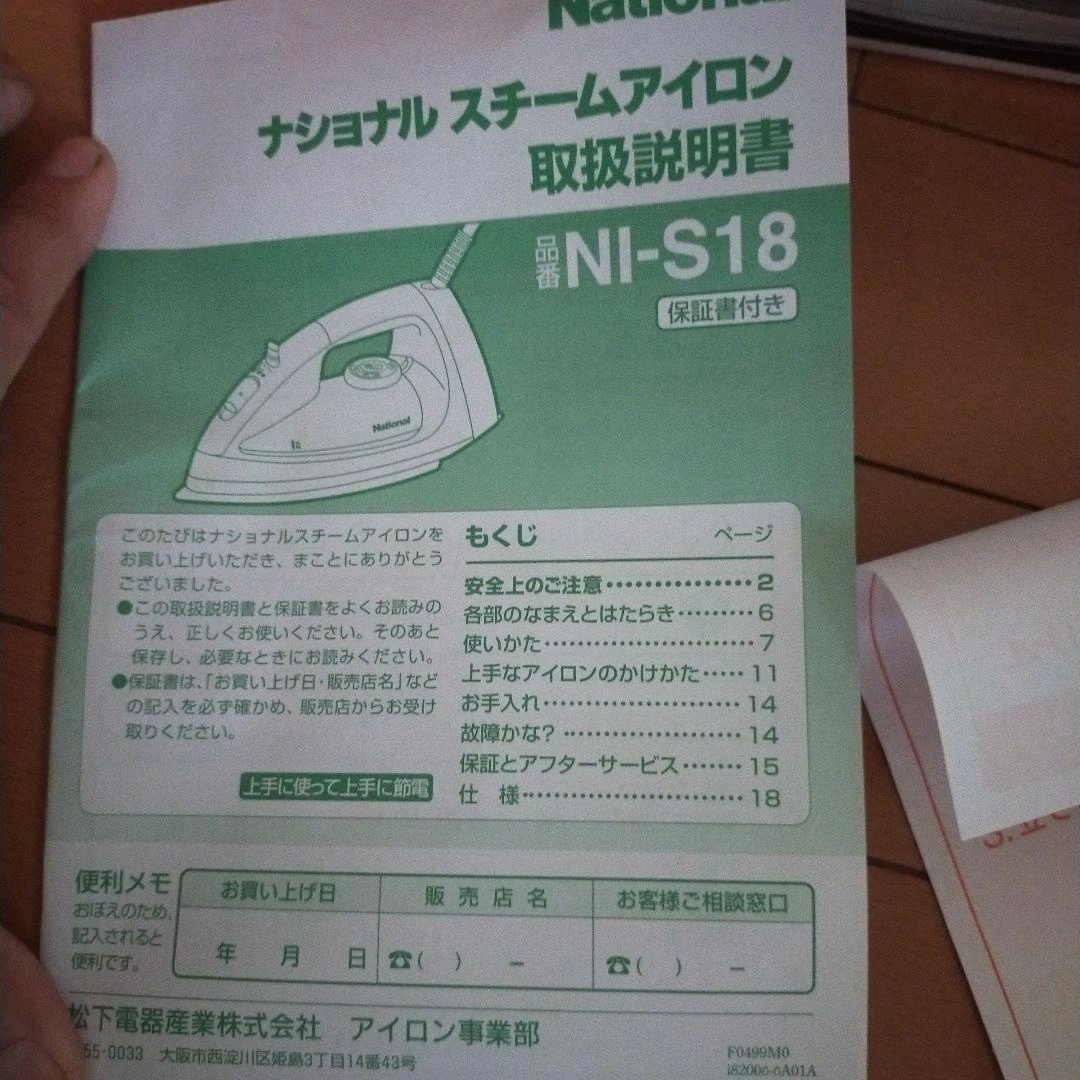 National
ナショナル スチームアイロン
取扱説明書
品番 NI-S18
保証書付き
National
このたびはナショナルスチームアイロンを
お買い上げいただき、まことにありがとう
ございました。
●この取扱説明書と保証書をよくお読みの
うえ、正しくお使いください。そのあと
保存し、必要なときにお読みください。
●保証書は、「お買い上げ日・販売店名」など
の記入を必ず確かめ、販売店からお受け
取りください。
上手に使って上手に節電
もくじ ページ
安全上のご注意・・・・・・・・・・・・・・・ 2
各部のなまえとはたらき・・・・・・・・・ 6
使いかた・・・・・・・・・・・・・・・・・・・・・・ 7
上手なアイロンのかけかた・・・・・ 11
お手入れ・・・・・・・・・・・・・・・・・・・・・・ 14
故障かな? ・・・・・・・・・・・・・・・・・・・ 14
保証とアフターサービス・・・・・・・ 15
仕 様・・・・・・・・・・・・・・・・・・・・・・・・ 18
便利メモ
おぼえのため、
記入されると
便利です。
お買い上げ日 販売店名 お客様ご相談窓口
年 月 日 ☎( ) － ☎( ) －
松下電器産業株式会社 アイロン事業部
55-0033 大阪市西淀川区姫島3丁目14番43号
F0499M0